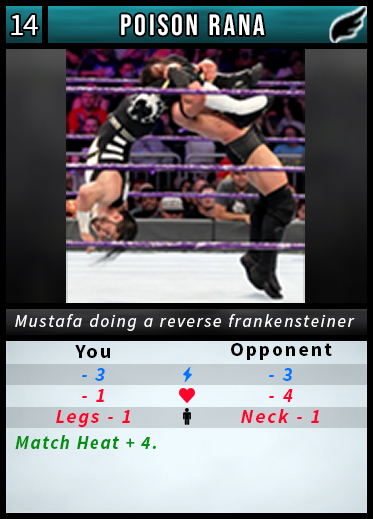 14 POISON RANA
Mustafa doing a reverse frankensteiner
You Opponent
- 3 - 3
- 1 - 4
Legs - 1 Neck - 1
Match Heat + 4.